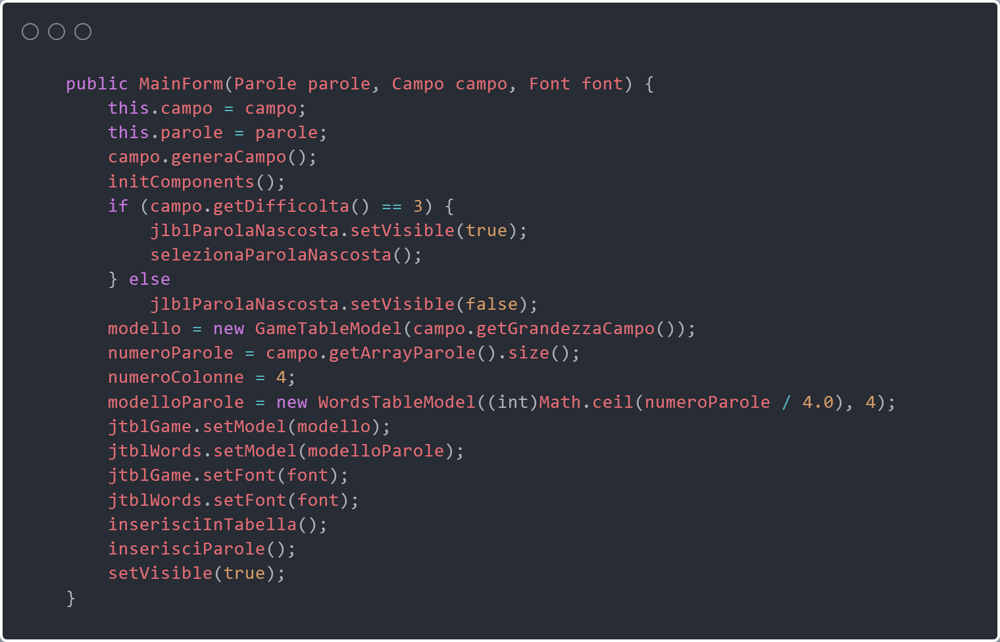 public MainForm(Parole parole, Campo campo, Font font) {
    this.campo = campo;
    this.parole = parole;
    campo.generaCampo();
    initComponents();
    if (campo.getDifficolta() == 3) {
        jlblParolaNascosta.setVisible(true);
        selezionaParolaNascosta();
    } else
        jlblParolaNascosta.setVisible(false);
    modello = new GameTableModel(campo.getGrandezzaCampo());
    numeroParole = campo.getArrayParole().size();
    numeroColonne = 4;
    modelloParole = new WordsTableModel((int)Math.ceil(numeroParole / 4.0), 4);
    jtblGame.setModel(modello);
    jtblWords.setModel(modelloParole);
    jtblGame.setFont(font);
    jtblWords.setFont(font);
    inserisciInTabella();
    inserisciParole();
    setVisible(true);
}